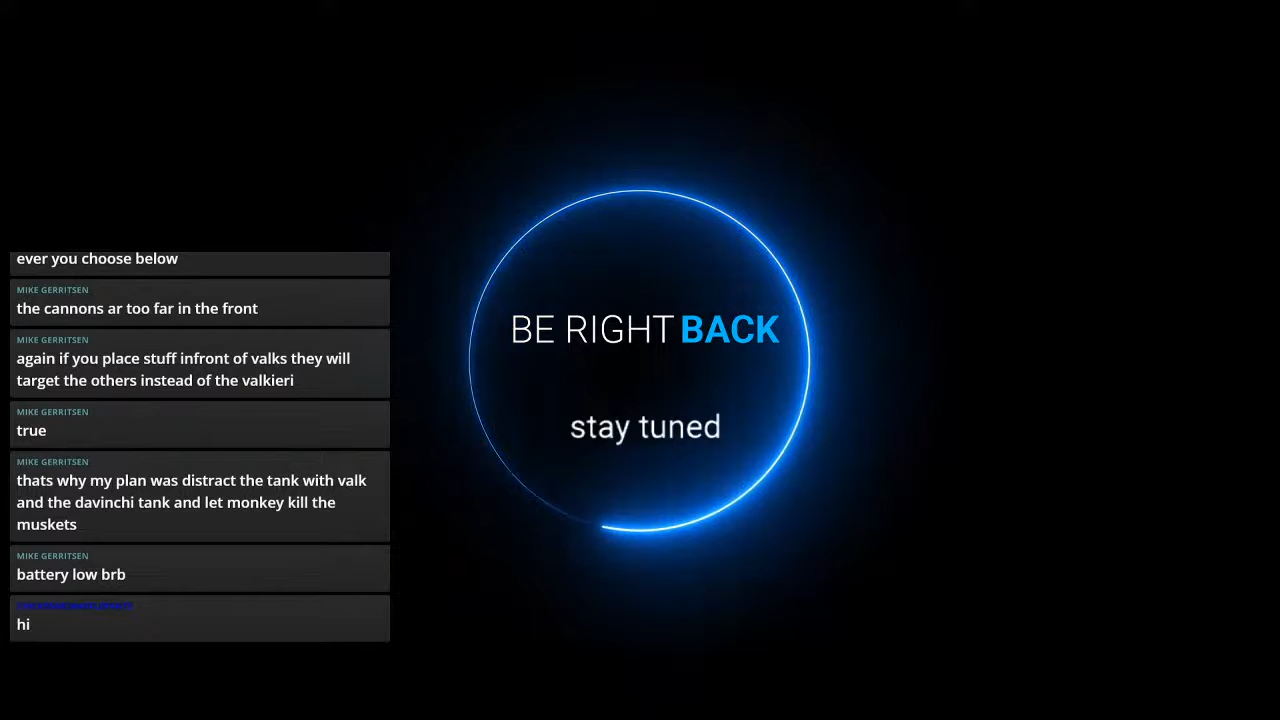 ever you choose below
MIKE GERRITSEN
the cannons ar too far in the front
MIKE GERRITSEN
again if you place stuff infront of valks they will
target the others instead of the valkieri
MIKE GERRITSEN
true
MIKE GERRITSEN
thats why my plan was distract the tank with valk
and the davinchi tank and let monkey kill the
muskets
MIKE GERRITSEN
battery low brb
hi
BE RIGHT BACK
stay tuned